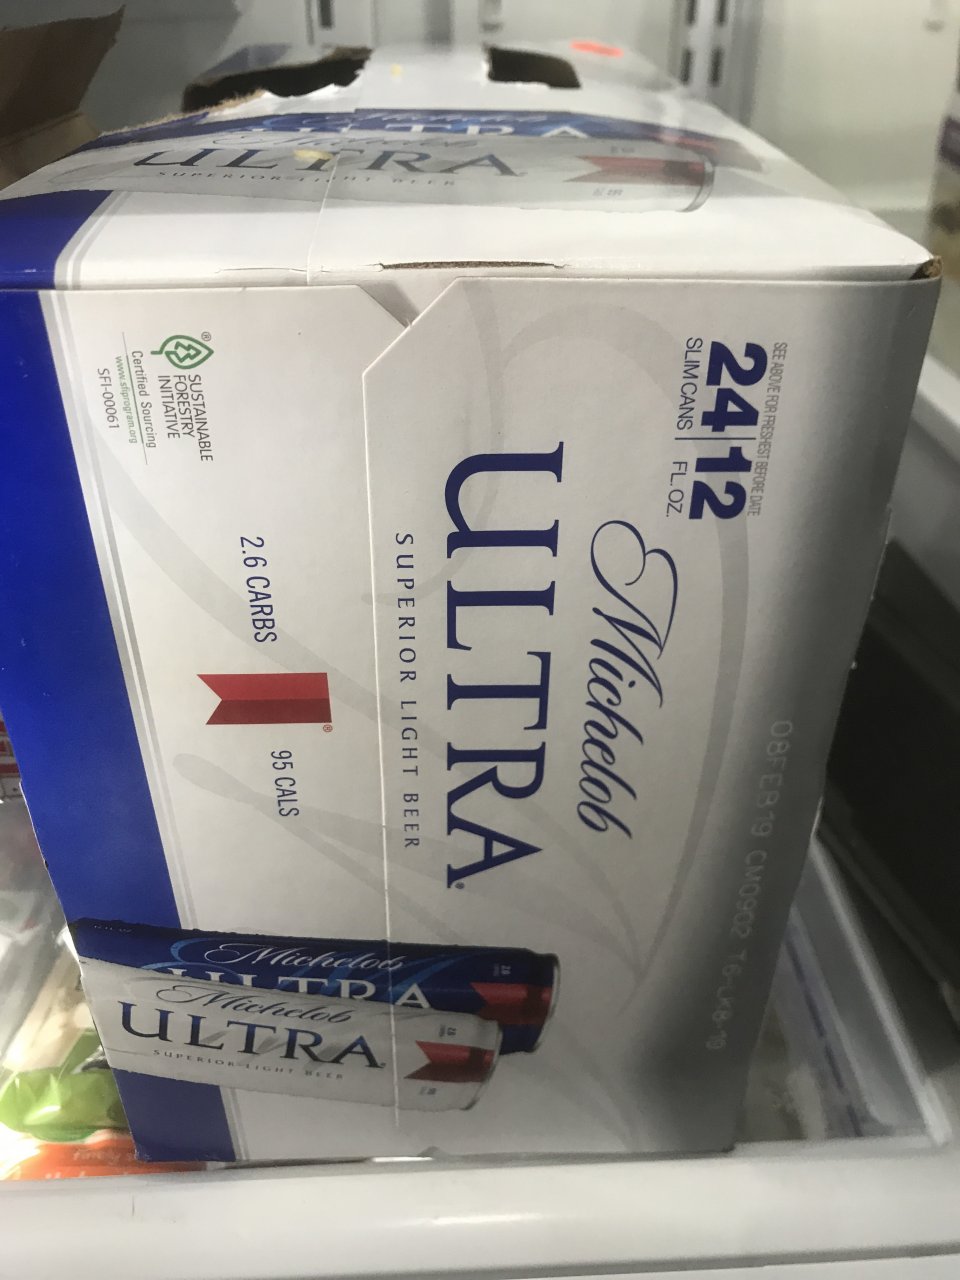 ULTRA
ULTRA
SUPERIOR LIGHT BEER
SEE ABOVE FOR FRESHEST BEFORE DATE
24 | 12
SLIM CANS | FL. OZ.
08FEB19 CN0902
Michelob
ULTRA®
SUPERIOR LIGHT BEER
2.6 CARBS
95 CALS
®
®
SUSTAINABLE
FORESTRY
INITIATIVE
Certified Sourcing
www.sfiprogram.org
SFI-00061
Michelob
ULTRA
Michelob
ULTRA
SUPERIOR LIGHT BEER